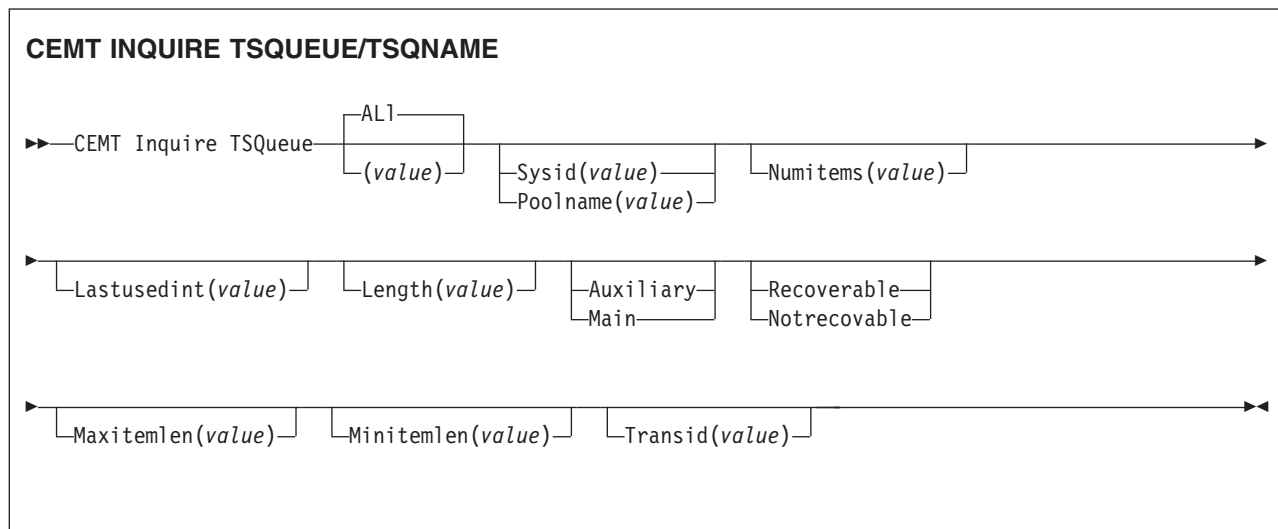 CEMT INQUIRE TSQUEUE/TSQNAME
ALl
CEMT Inquire TSQueue
(value)
Sysid(value)
Poolname(value)
Numitems(value)
Lastusedint(value)
Length(value)
Auxiliary
Main
Recoverable
Notrecovable
Maxitemlen(value)
Minitemlen(value)
Transid(value)